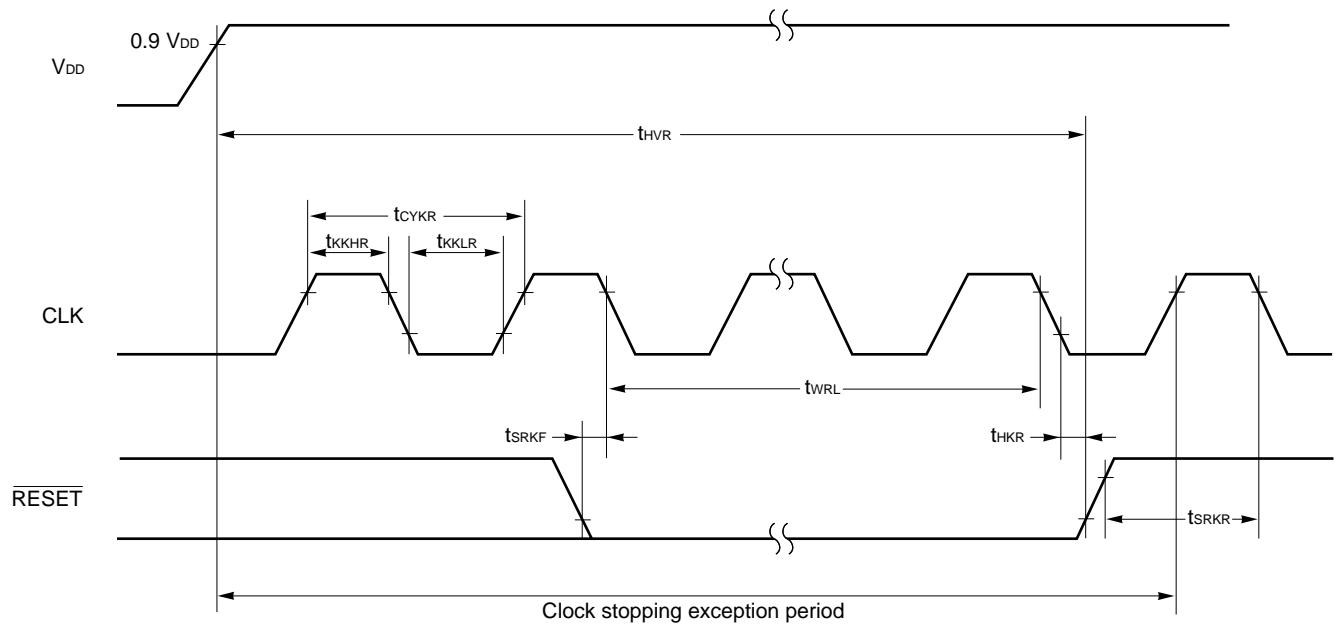 0.9 VDD
VDD
tHVR
tCYKR
tKKHR
tKKLR
CLK
tWRL
tSRKF
tHKR
RESET
tSRKR
Clock stopping exception period